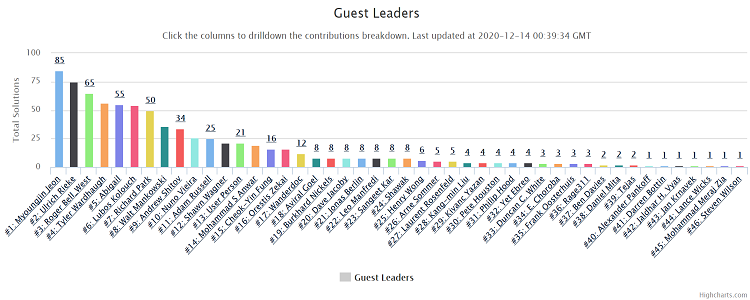 Guest Leaders
Click the columns to drilldown the contributions breakdown. Last updated at 2020-12-14 00:39:34 GMT
Total Solutions
100
75
50
25
0
85
65
55
50
34
25
21
16
12
8
8
8
8
8
8
6
5
5
4
4
4
4
3
3
3
2
2
2
1
1
1
1
1
1
#1: Myoungjin Jeon
#2: Ulrich Rieke
#3: Roger Bell West
#4: Tyler Wardhaugh
#5: Abigail
#6: Lubos Kolouch
#7: Richard Park
#8: Walt Mankowski
#9: Andrew Shitov
#10: Nuno Vieira
#11: Adam Russell
#12: Shawn Wagner
#13: User Person
#14: Mohammad S Anwar
#15: Cheok-Yin Fung
#16: Orestis Zekai
#17: Wanderdoc
#18: Aviral Goel
#19: Burkhard Nickels
#20: Dave Jacoby
#21: Jonas Berlin
#22: Leo Manfredi
#23: Sangeet Kar
#24: Shawak
#25: Henry Wong
#26: Arne Sommer
#27: Laurent Rosenfeld
#28: Kang-min Liu
#29: Kivanc Yazan
#30: Pete Houston
#31: Philip Hood
#32: Yet Ebreo
#33: Duncan C. White
#34: E. Choroba
#35: Frank Oosterhuis
#36: Rage311
#37: Ben Davies
#38: Daniel Mita
#39: Tejas
#40: Alexander Pankoff
#41: Darren Bottin
#42: Jaldhar H. Vyas
#43: Jan Krnavek
#44: Lance Wicks
#45: Mohammad Meraj Zia
#46: Steven Wilson
Guest Leaders
Highcharts.com